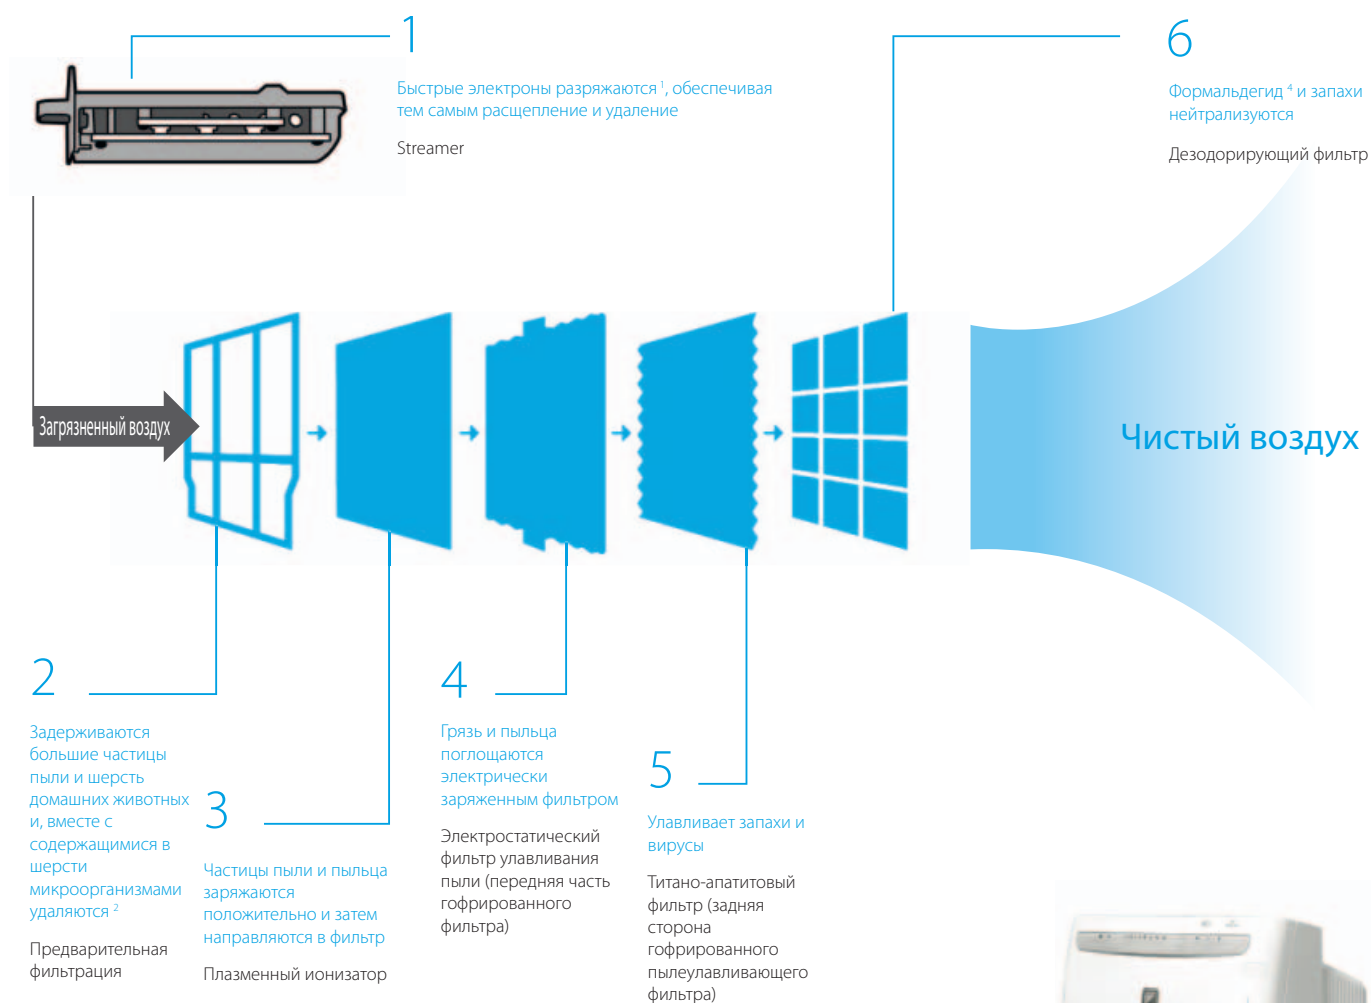 1
Быстрые электроны разряжаются ¹, обеспечивая
тем самым расщепление и удаление
Streamer
6
Формальдегид ⁴ и запахи
нейтрализуются
Дезодорирующий фильтр
Загрязненный воздух
Чистый воздух
2
Задерживаются
большие частицы
пыли и шерсть
домашних животных
и, вместе с
содержащимися в
шерсти
микроорганизмами
удаляются ²
Предварительная
фильтрация
3
Частицы пыли и пыльца
заряжаются
положительно и затем
направляются в фильтр
Плазменный ионизатор
4
Грязь и пыльца
поглощаются
электрически
заряженным фильтром
Электростатический
фильтр улавливания
пыли (передняя часть
гофрированного
фильтра)
5
Улавливает запахи и
вирусы
Титано-апатитовый
фильтр (задняя
сторона
гофрированного
пылеулавливающего
фильтра)